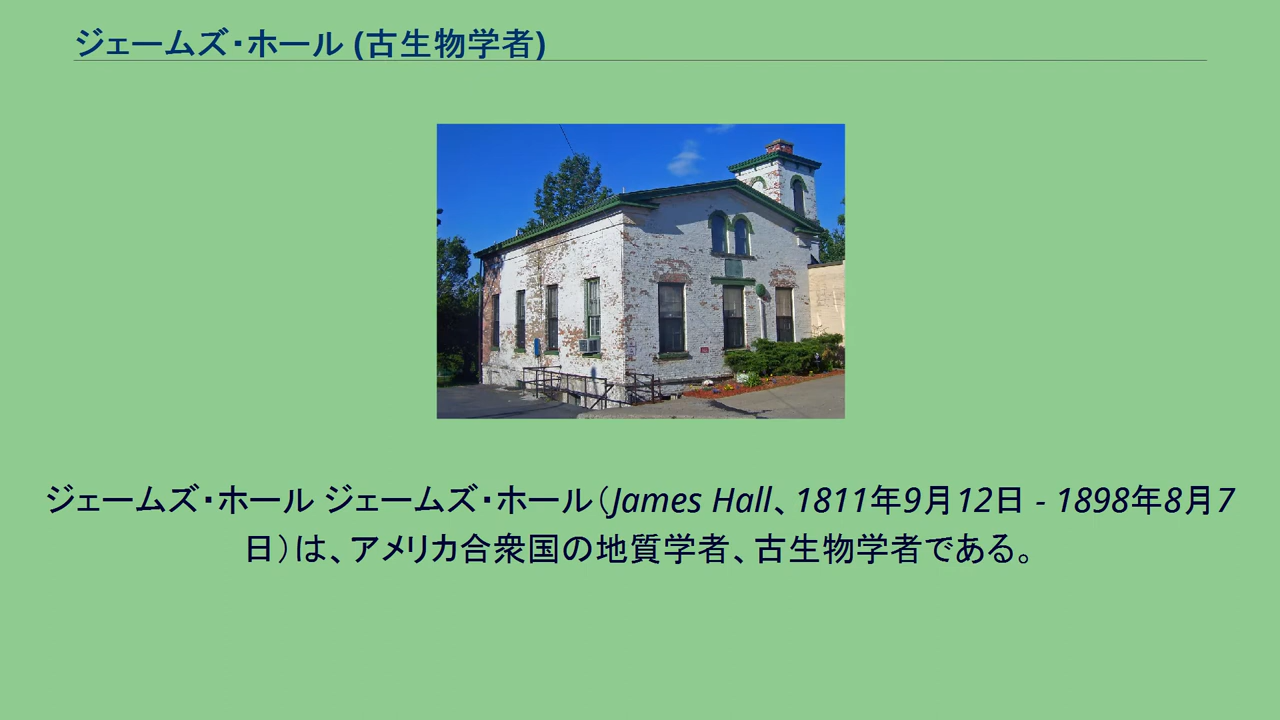 ジェームズ・ホール (古生物学者)
ジェームズ・ホール ジェームズ・ホール（James Hall、1811年9月12日 - 1898年8月7
日）は、アメリカ合衆国の地質学者、古生物学者である。